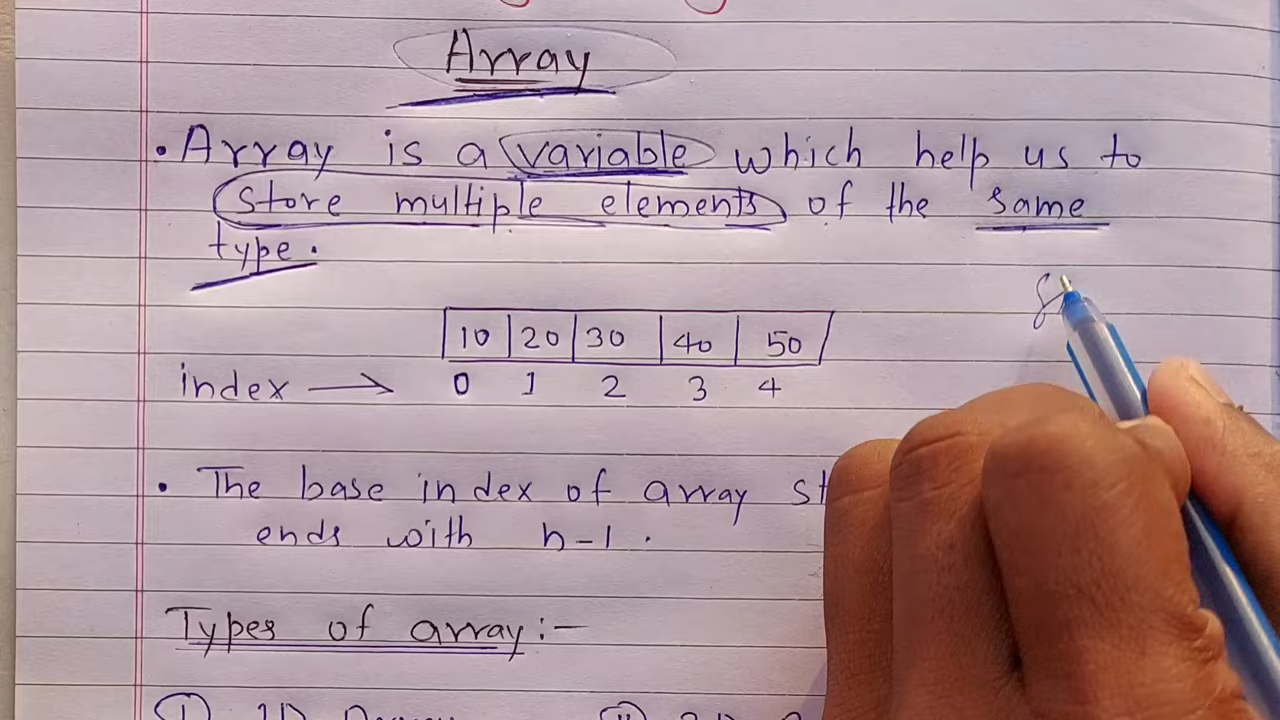 Array
• Array is a variable which help us to
store multiple elements of the same
type.
10 20 30 40 50
index → 0 1 2 3 4
• The base index of array
ends with n-1.
Types of array:-